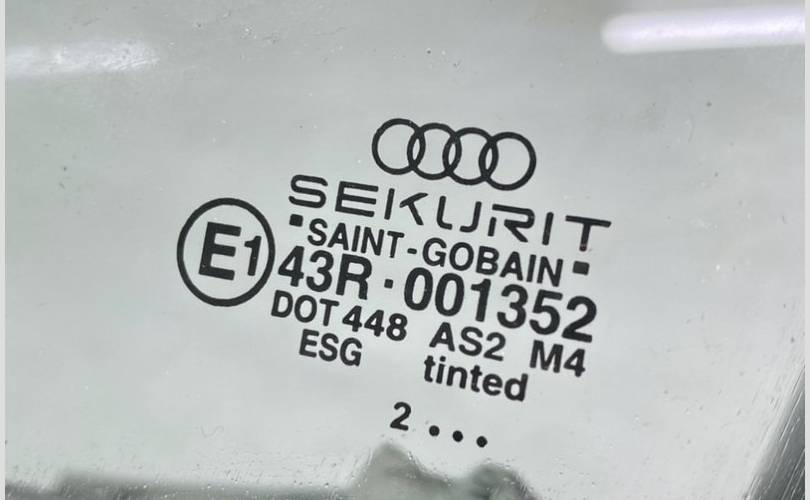 SEKURIT
SAINT-GOBAIN
E1 43R·001352
DOT 448 AS2 M4
ESG tinted
2 ...